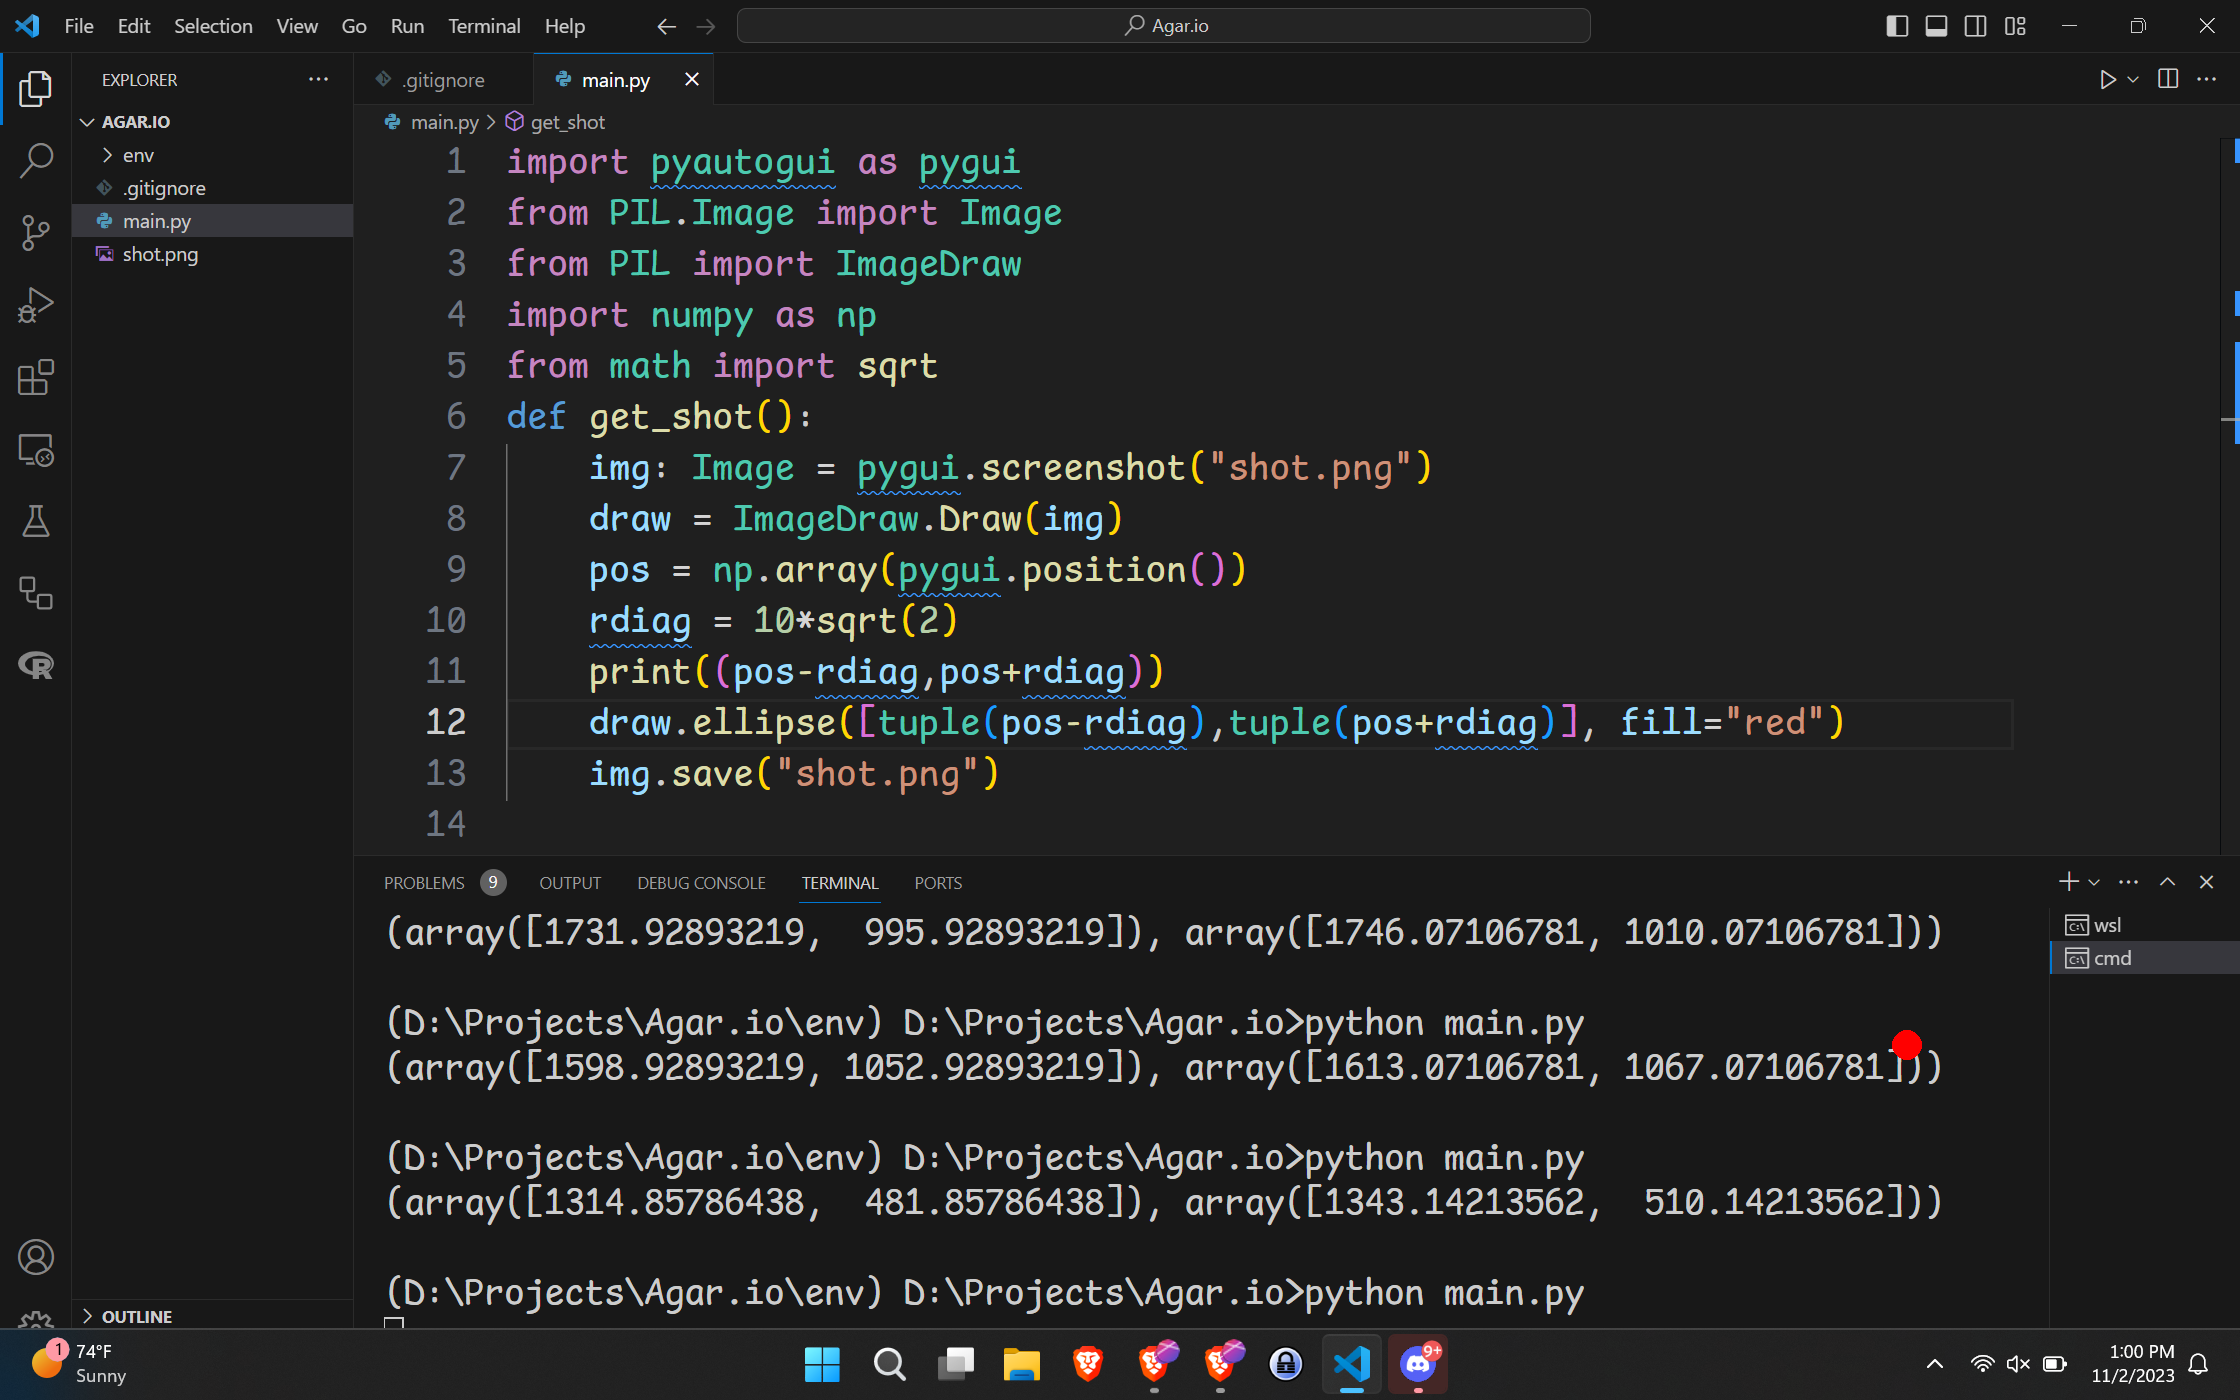 File Edit Selection View Go Run Terminal Help
Agar.io
EXPLORER
AGAR.IO
env
.gitignore
main.py
shot.png
OUTLINE
.gitignore
main.py
main.py > get_shot
1 import pyautogui as pygui
2 from PIL.Image import Image
3 from PIL import ImageDraw
4 import numpy as np
5 from math import sqrt
6 def get_shot():
7     img: Image = pygui.screenshot("shot.png")
8     draw = ImageDraw.Draw(img)
9     pos = np.array(pygui.position())
10     rdiag = 10*sqrt(2)
11     print((pos-rdiag,pos+rdiag))
12     draw.ellipse([tuple(pos-rdiag),tuple(pos+rdiag)], fill="red")
13     img.save("shot.png")
14
PROBLEMS 9 OUTPUT DEBUG CONSOLE TERMINAL PORTS
(array([1731.92893219,  995.92893219]), array([1746.07106781, 1010.07106781]))
(D:\Projects\Agar.io\env) D:\Projects\Agar.io>python main.py
(array([1598.92893219, 1052.92893219]), array([1613.07106781, 1067.07106781]))
(D:\Projects\Agar.io\env) D:\Projects\Agar.io>python main.py
(array([1314.85786438,  481.85786438]), array([1343.14213562,  510.14213562]))
(D:\Projects\Agar.io\env) D:\Projects\Agar.io>python main.py
wsl
cmd
1
74°F
Sunny
9+
1:00 PM
11/2/2023